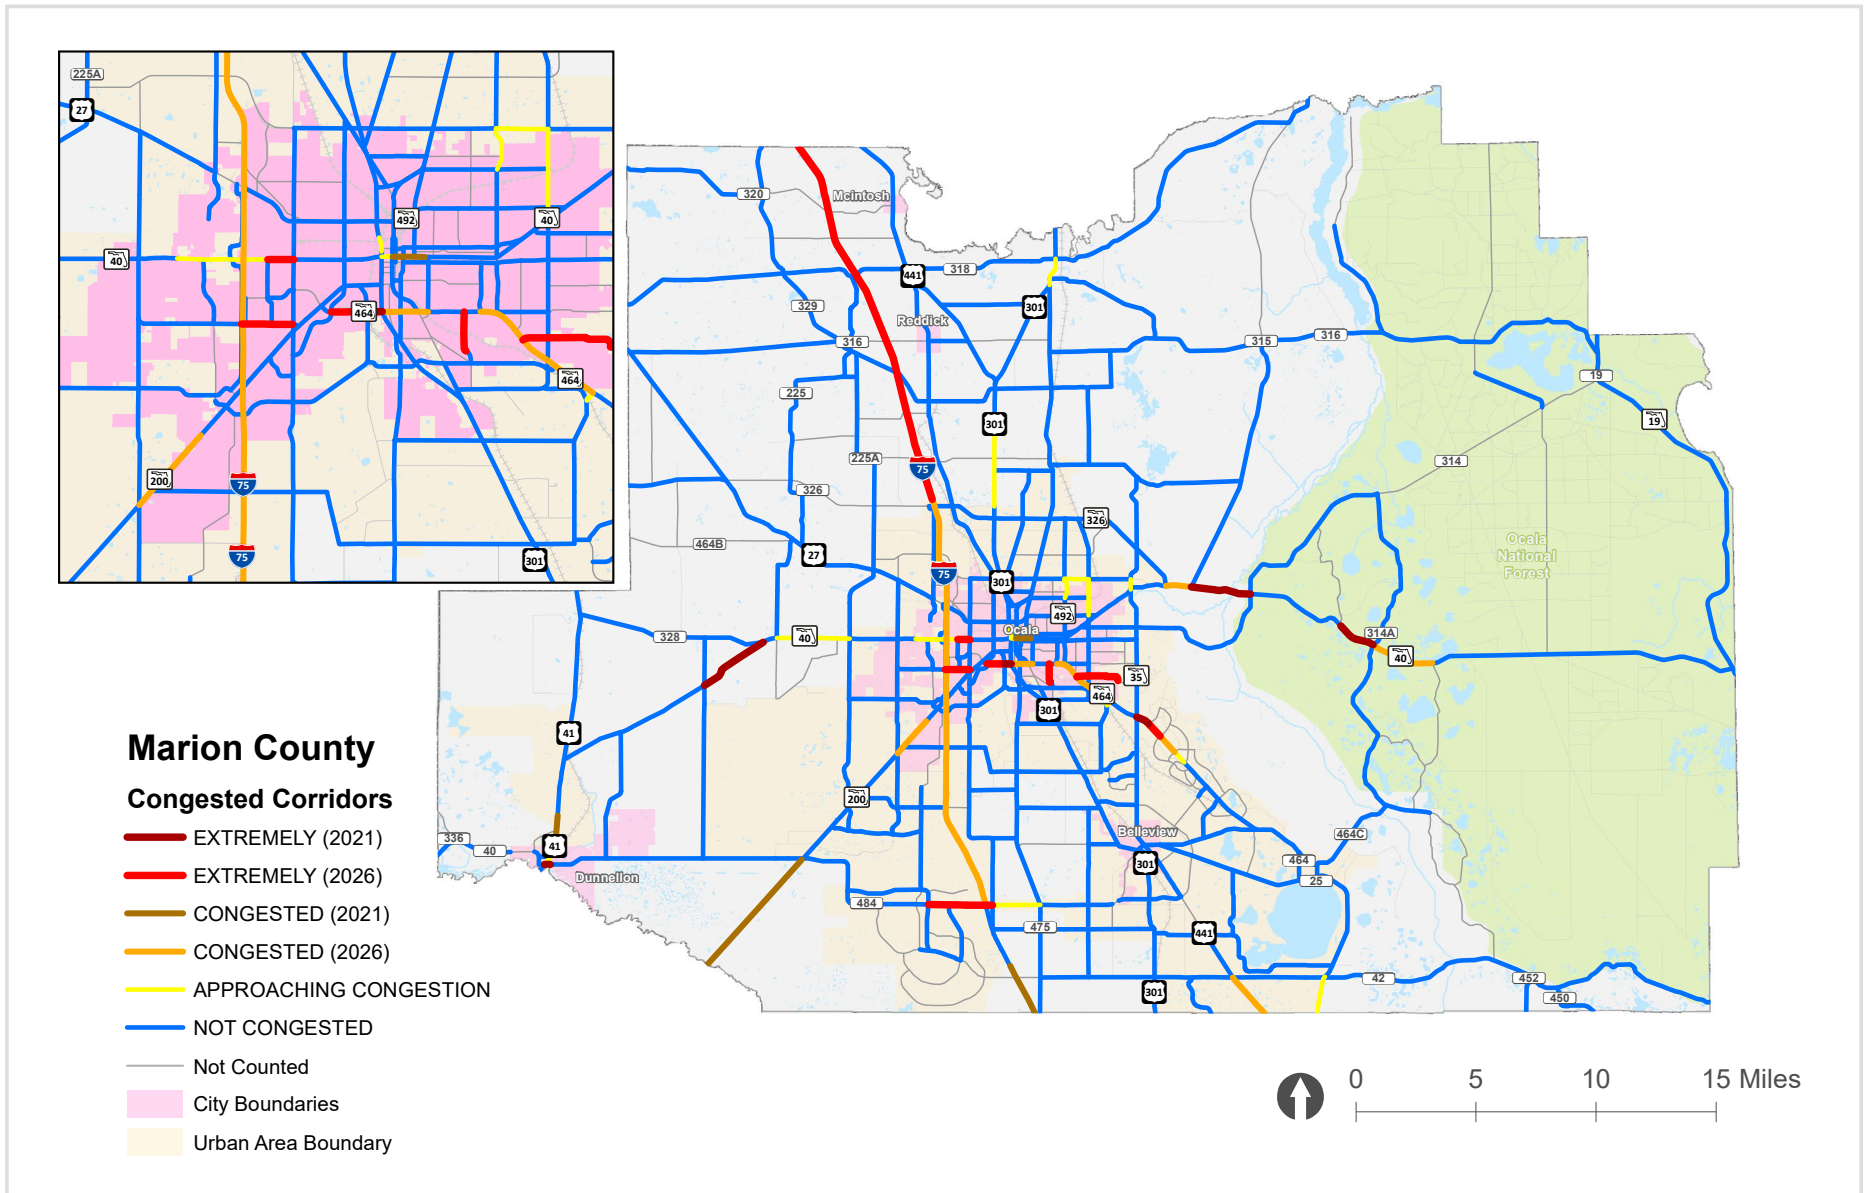 225A
27
492
40
40
464
464
200
75
75
301
320
McIntosh
441
318
329
301
Reddick
316
315
316
225
19
301
19
225A
75
314
326
326
464B
27
Ocala
National
Forest
75
301
492
328
40
Ocala
314A
40
35
464
301
41
200
Belleview
336
40
41
464C
301
464
Dunnellon
25
484
475
441
42
452
450
301
Marion County
Congested Corridors
EXTREMELY (2021)
EXTREMELY (2026)
CONGESTED (2021)
CONGESTED (2026)
APPROACHING CONGESTION
NOT CONGESTED
Not Counted
City Boundaries
Urban Area Boundary
0 5 10 15 Miles